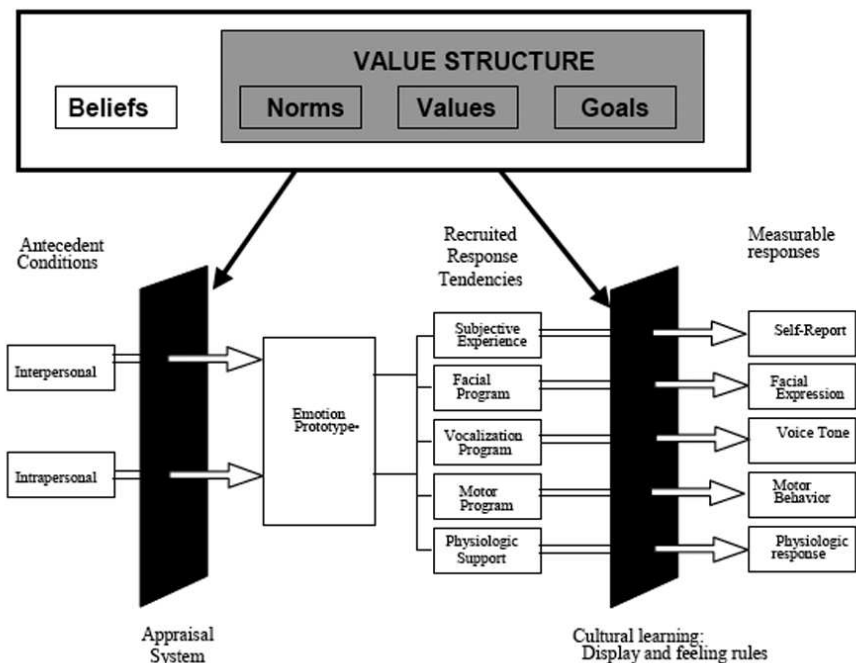 VALUE STRUCTURE
Beliefs
Norms
Values
Goals
Antecedent
Conditions
Recruited
Response
Tendencies
Measurable
responses
Interpersonal
Intrapersonal
Emotion
Prototype-
Subjective
Experience
Facial
Program
Vocalization
Program
Motor
Program
Physiologic
Support
Self-Report
Facial
Expression
Voice Tone
Motor
Behavior
Physiologic
response
Appraisal
System
Cultural learning:
Display and feeling rules